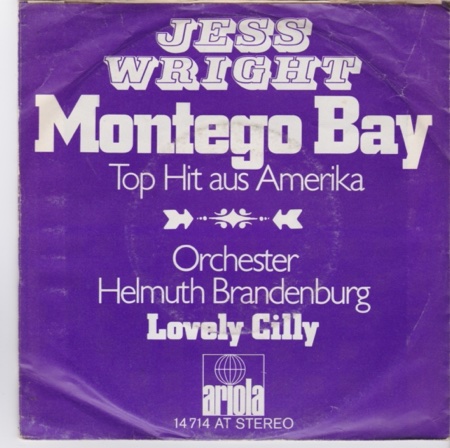 JESS
WRIGHT
Montego Bay
Top Hit aus Amerika
Orchester
Helmuth Brandenburg
Lovely Cilly
ariola
14 714 AT STEREO